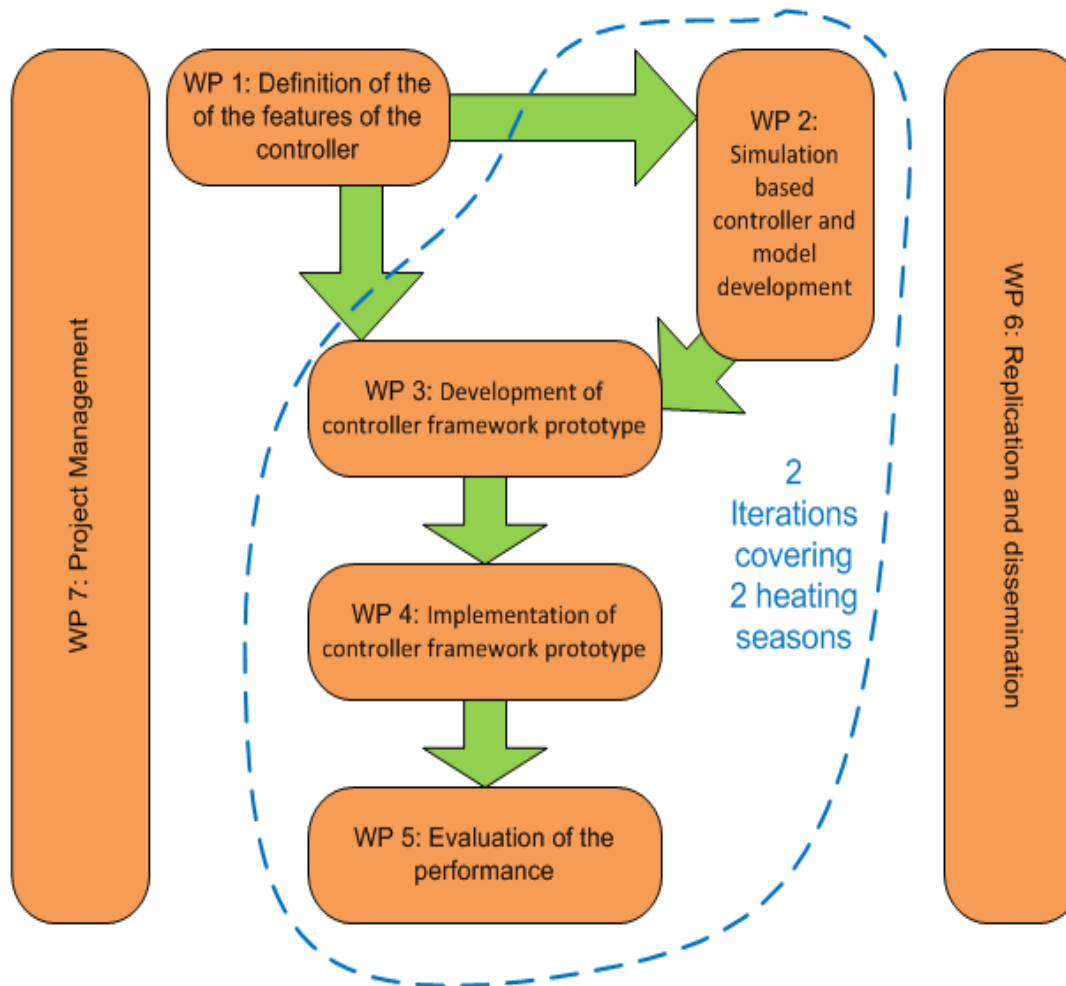 WP 7: Project Management
WP 1: Definition of the
of the features of the
controller
WP 2:
Simulation
based
controller and
model
development
WP 3: Development of
controller framework prototype
2
Iterations
covering
2 heating
seasons
WP 4: Implementation of
controller framework prototype
WP 5: Evaluation of the
performance
WP 6: Replication and dissemination